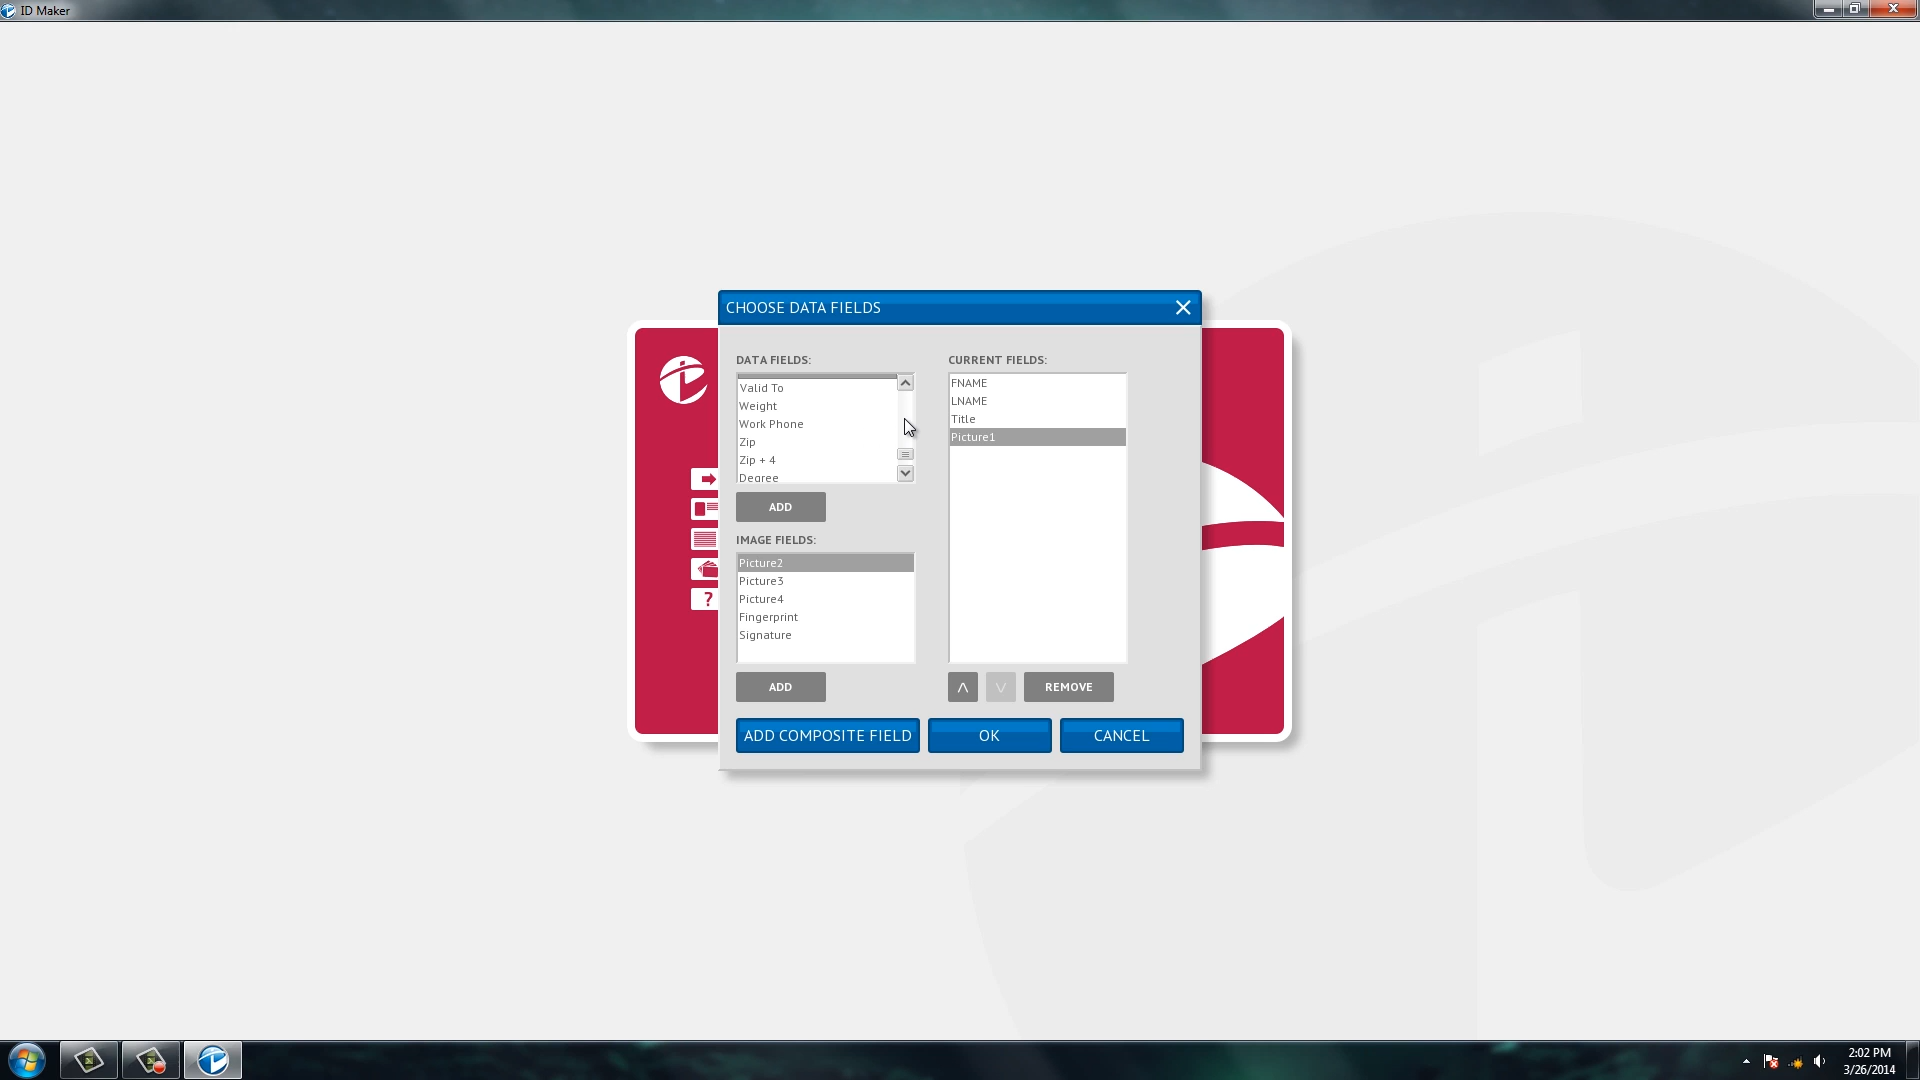 ID Maker
CHOOSE DATA FIELDS
DATA FIELDS:
Valid To
Weight
Work Phone
Zip
Zip + 4
Degree
ADD
IMAGE FIELDS:
Picture2
Picture3
Picture4
Fingerprint
Signature
ADD
CURRENT FIELDS:
FNAME
LNAME
Title
Picture1
REMOVE
ADD COMPOSITE FIELD
OK
CANCEL
?
2:02 PM
3/26/2014